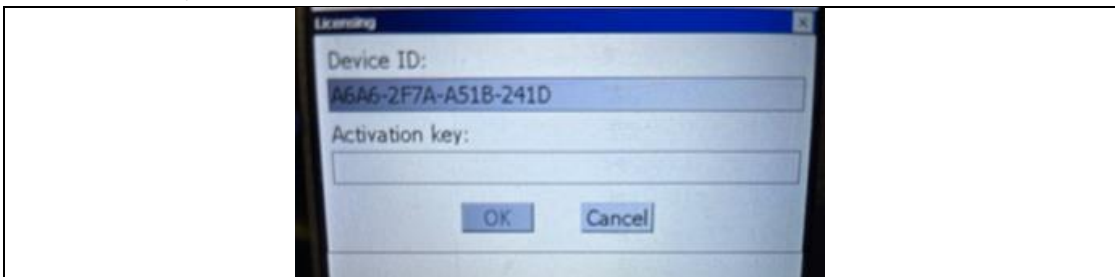 Licensing
Device ID:
A6A6-2F7A-A51B-241D
Activation key:
OK Cancel